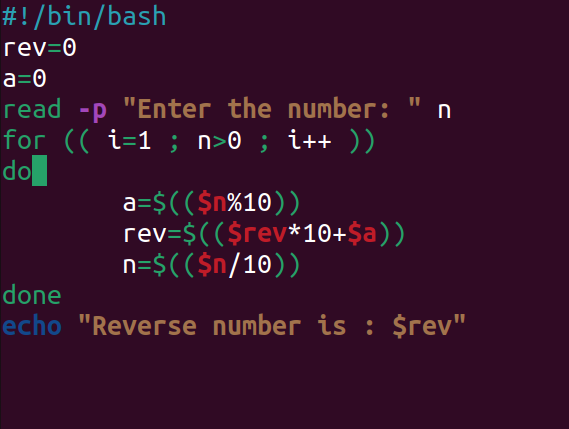 #!/bin/bash
rev=0
a=0
read -p "Enter the number: " n
for (( i=1 ; n>0 ; i++ ))
do
        a=$(($n%10))
        rev=$(($rev*10+$a))
        n=$(($n/10))
done
echo "Reverse number is : $rev"